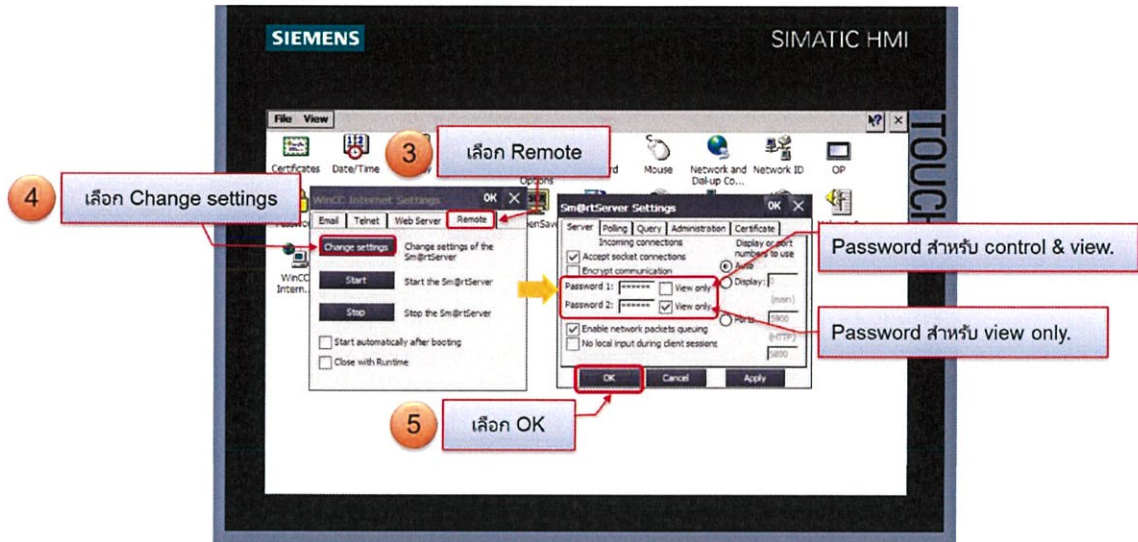 SIEMENS
SIMATIC HMI
TOUCH
File View
Certificates
Date/Time
Mouse
Network and
Dial-up Co...
Network ID
OP
Options
3
เลือก Remote
4
เลือก Change settings
WinCC Internet Settings OK
Email Telnet Web Server Remote
Change settings
Change settings of the
Sm@rtServer
Start
Start the Sm@rtServer
Stop
Stop the Sm@rtServer
Start automatically after booting
Close with Runtime
WinCC
Intern...
Sm@rtServer Settings OK
Server Polling Query Administration Certificate
Incoming connections
Display or port
numbers to use
Accept socket connections
Auto
Encrypt communication
Password 1: ****** View only
Display: 0
(main)
Password 2: ****** View only
5900
(HTTP)
Enable network packets queuing
No local input during client sessions
5800
OK Cancel Apply
Password สำหรับ control & view.
Password สำหรับ view only.
5
เลือก OK